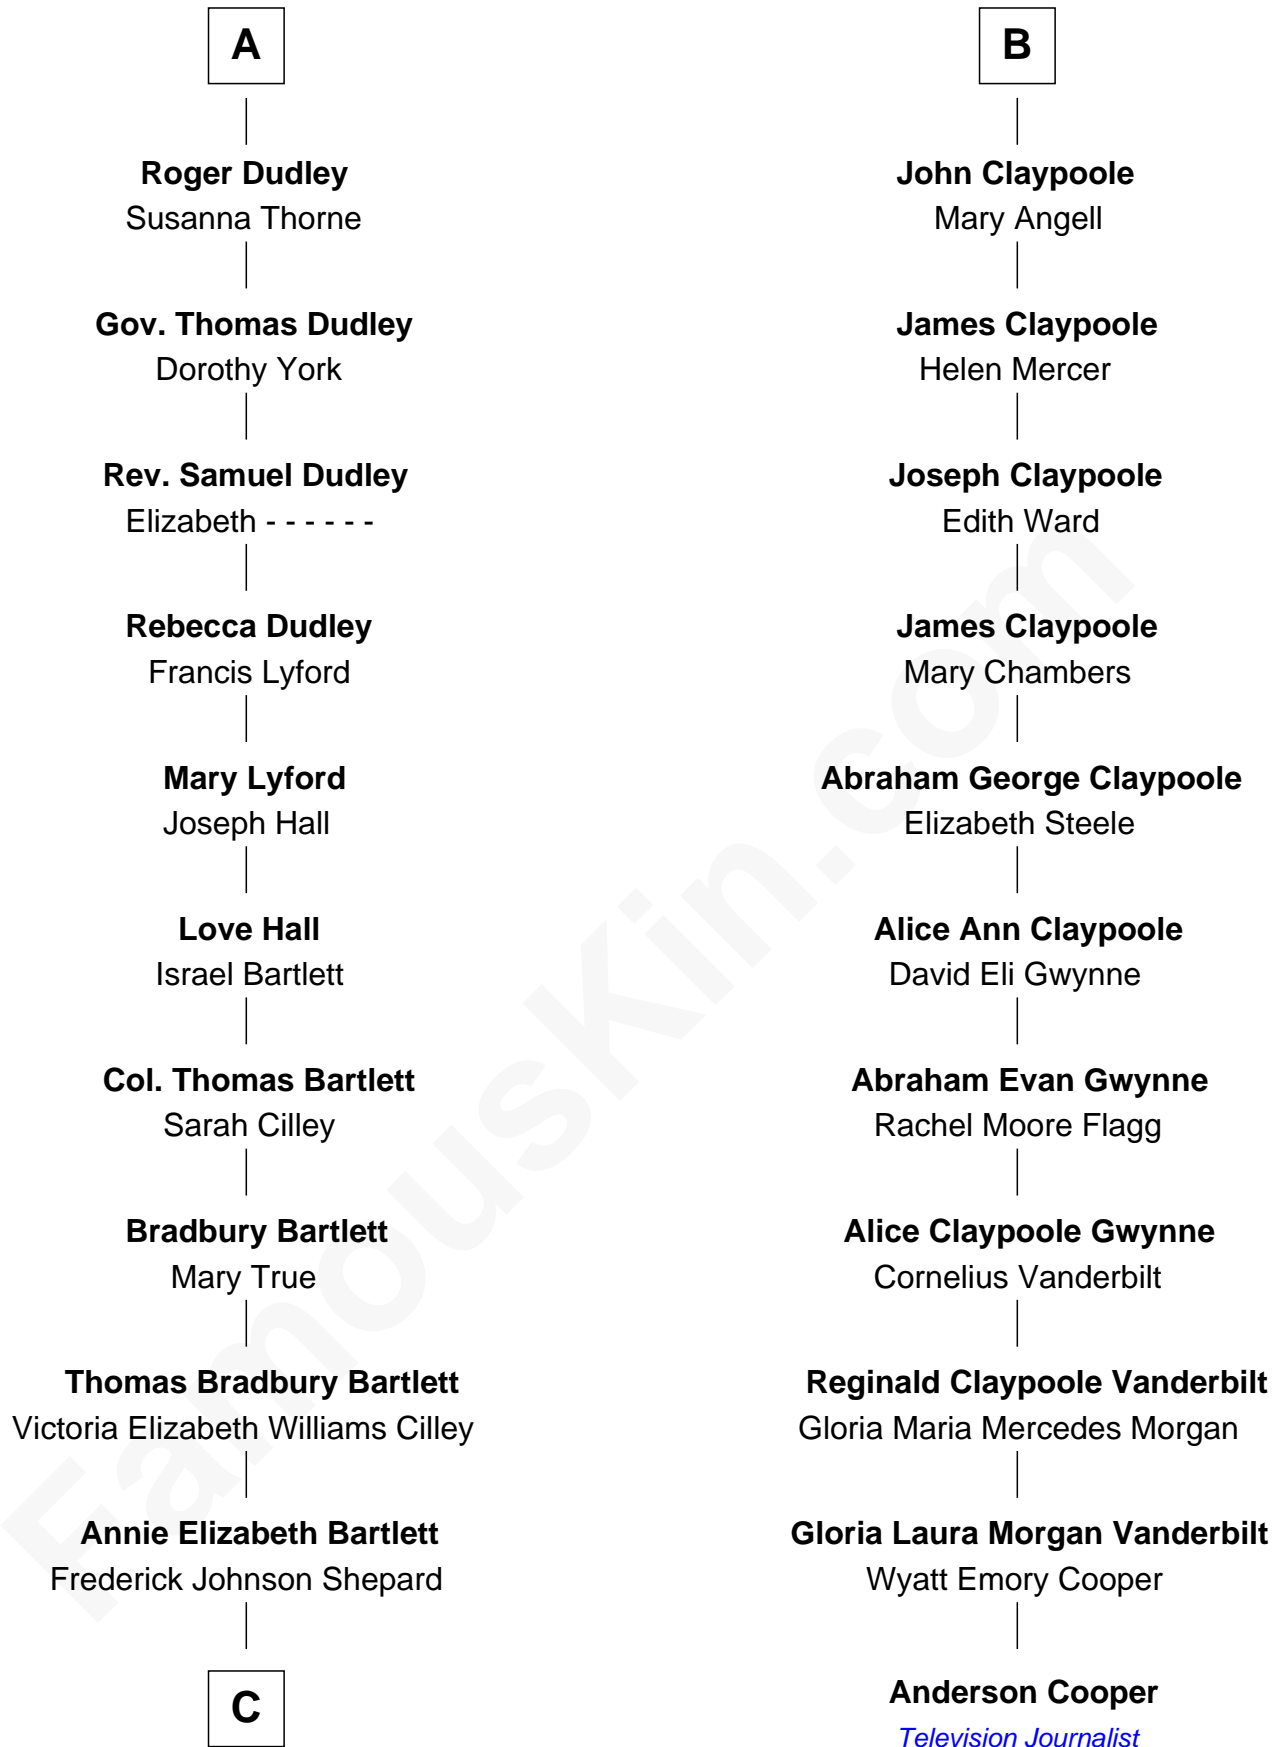 A
Roger Dudley
Susanna Thorne
Gov. Thomas Dudley
Dorothy York
Rev. Samuel Dudley
Elizabeth - - - - - -
Rebecca Dudley
Francis Lyford
Mary Lyford
Joseph Hall
Love Hall
Israel Bartlett
Col. Thomas Bartlett
Sarah Cilley
Bradbury Bartlett
Mary True
Thomas Bradbury Bartlett
Victoria Elizabeth Williams Cilley
Annie Elizabeth Bartlett
Frederick Johnson Shepard
C
B
John Claypoole
Mary Angell
James Claypoole
Helen Mercer
Joseph Claypoole
Edith Ward
James Claypoole
Mary Chambers
Abraham George Claypoole
Elizabeth Steele
Alice Ann Claypoole
David Eli Gwynne
Abraham Evan Gwynne
Rachel Moore Flagg
Alice Claypoole Gwynne
Cornelius Vanderbilt
Reginald Claypoole Vanderbilt
Gloria Maria Mercedes Morgan
Gloria Laura Morgan Vanderbilt
Wyatt Emory Cooper
Anderson Cooper
Television Journalist
FamousKin.com